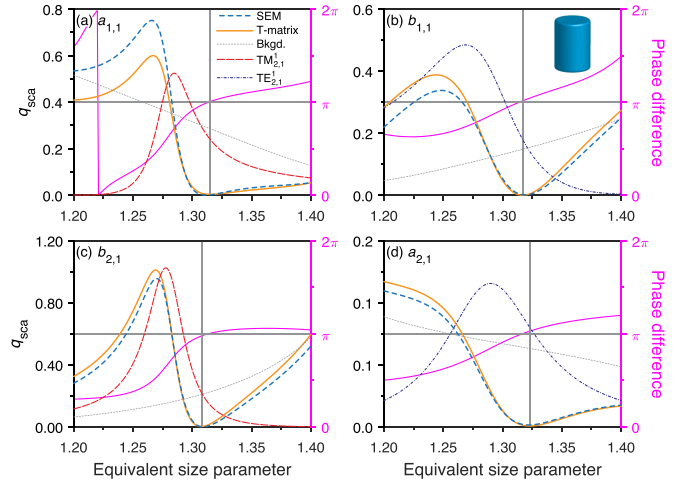 (a) a1,1
SEM
T-matrix
Bkgd.
TM¹2,1
TE¹2,1
qsca
0.8
0.6
0.4
0.2
0.0
2π
π
0
1.20 1.25 1.30 1.35 1.40
(b) b1,1
0.6
0.4
0.2
0.0
2π
π
0
Phase difference
1.20 1.25 1.30 1.35 1.40
(c) b2,1
qsca
1.20
0.80
0.40
0.00
2π
π
0
1.20 1.25 1.30 1.35 1.40
Equivalent size parameter
(d) a2,1
0.2
0.1
0.1
0.0
2π
π
0
Phase difference
1.20 1.25 1.30 1.35 1.40
Equivalent size parameter